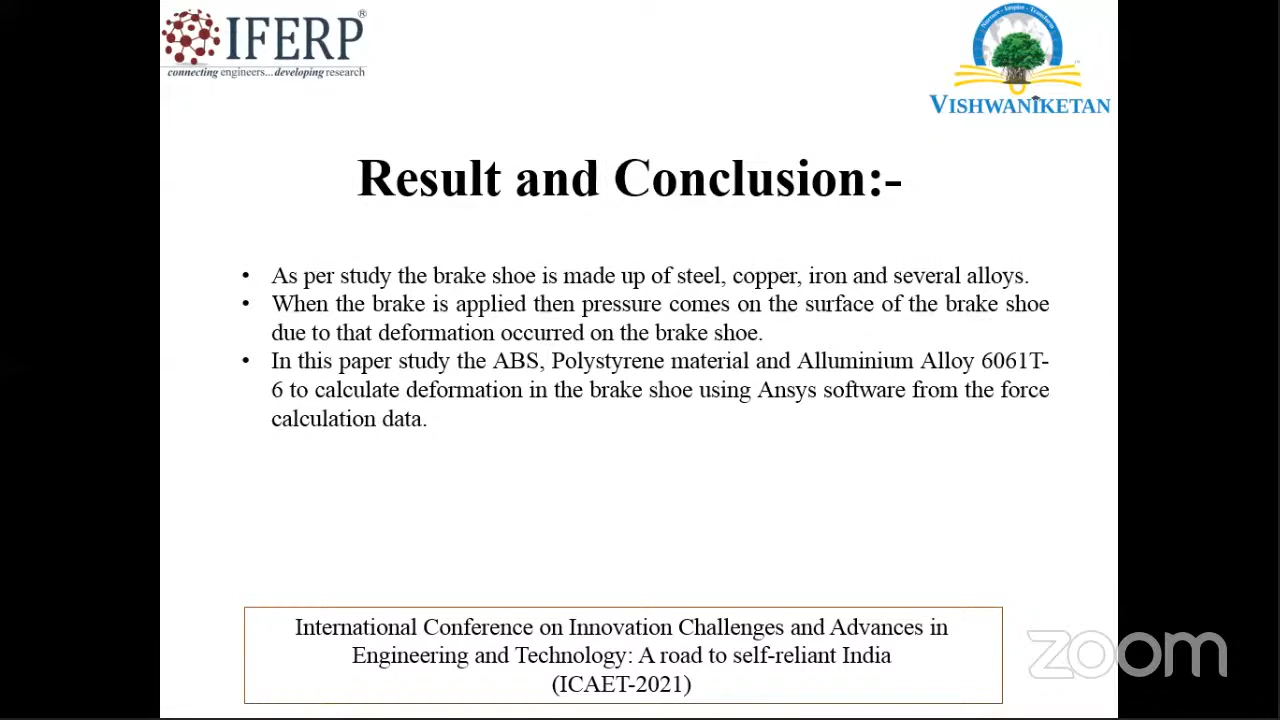 IFERP®
connecting engineers...developing research
Nurture - Inspire - Transform
VISHWANIKETAN
Result and Conclusion:-
• As per study the brake shoe is made up of steel, copper, iron and several alloys.
• When the brake is applied then pressure comes on the surface of the brake shoe
due to that deformation occurred on the brake shoe.
• In this paper study the ABS, Polystyrene material and Alluminium Alloy 6061T-
6 to calculate deformation in the brake shoe using Ansys software from the force
calculation data.
International Conference on Innovation Challenges and Advances in
Engineering and Technology: A road to self-reliant India
(ICAET-2021)
zoom